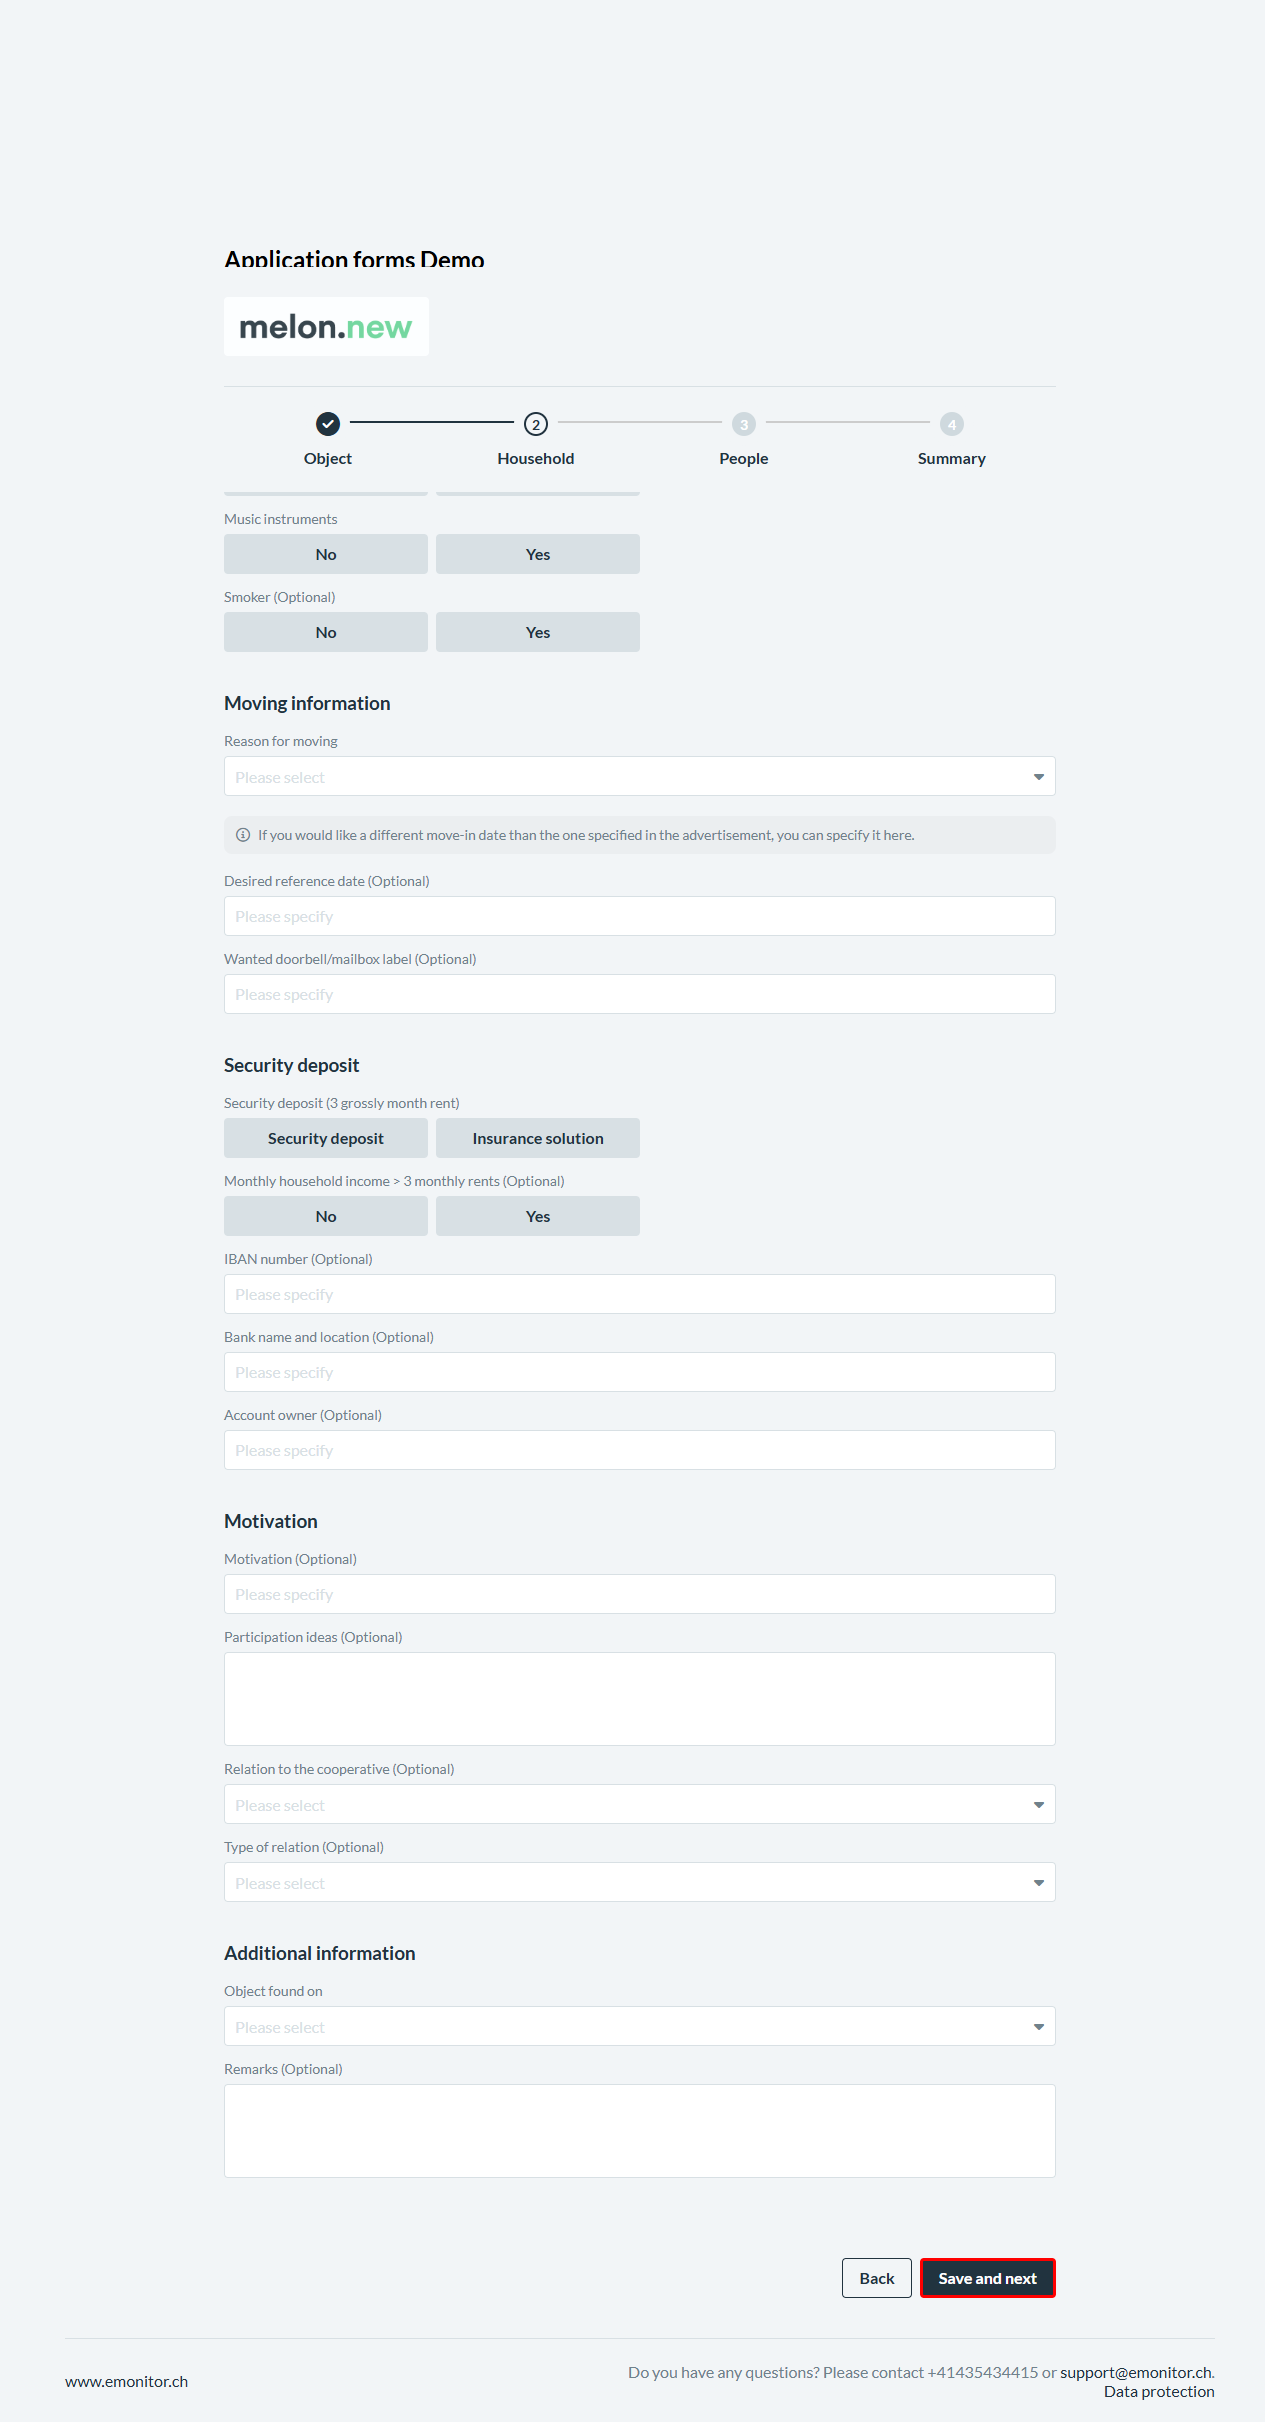 Application forms Demo
melon.new
2
3
4
Object
Household
People
Summary
Music instruments
No
Yes
Smoker (Optional)
No
Yes
Moving information
Reason for moving
Please select
If you would like a different move-in date than the one specified in the advertisement, you can specify it here.
Desired reference date (Optional)
Please specify
Wanted doorbell/mailbox label (Optional)
Please specify
Security deposit
Security deposit (3 grossly month rent)
Security deposit
Insurance solution
Monthly household income > 3 monthly rents (Optional)
No
Yes
IBAN number (Optional)
Please specify
Bank name and location (Optional)
Please specify
Account owner (Optional)
Please specify
Motivation
Motivation (Optional)
Please specify
Participation ideas (Optional)
Relation to the cooperative (Optional)
Please select
Type of relation (Optional)
Please select
Additional information
Object found on
Please select
Remarks (Optional)
Back
Save and next
www.emonitor.ch
Do you have any questions? Please contact +41435434415 or support@emonitor.ch.
Data protection